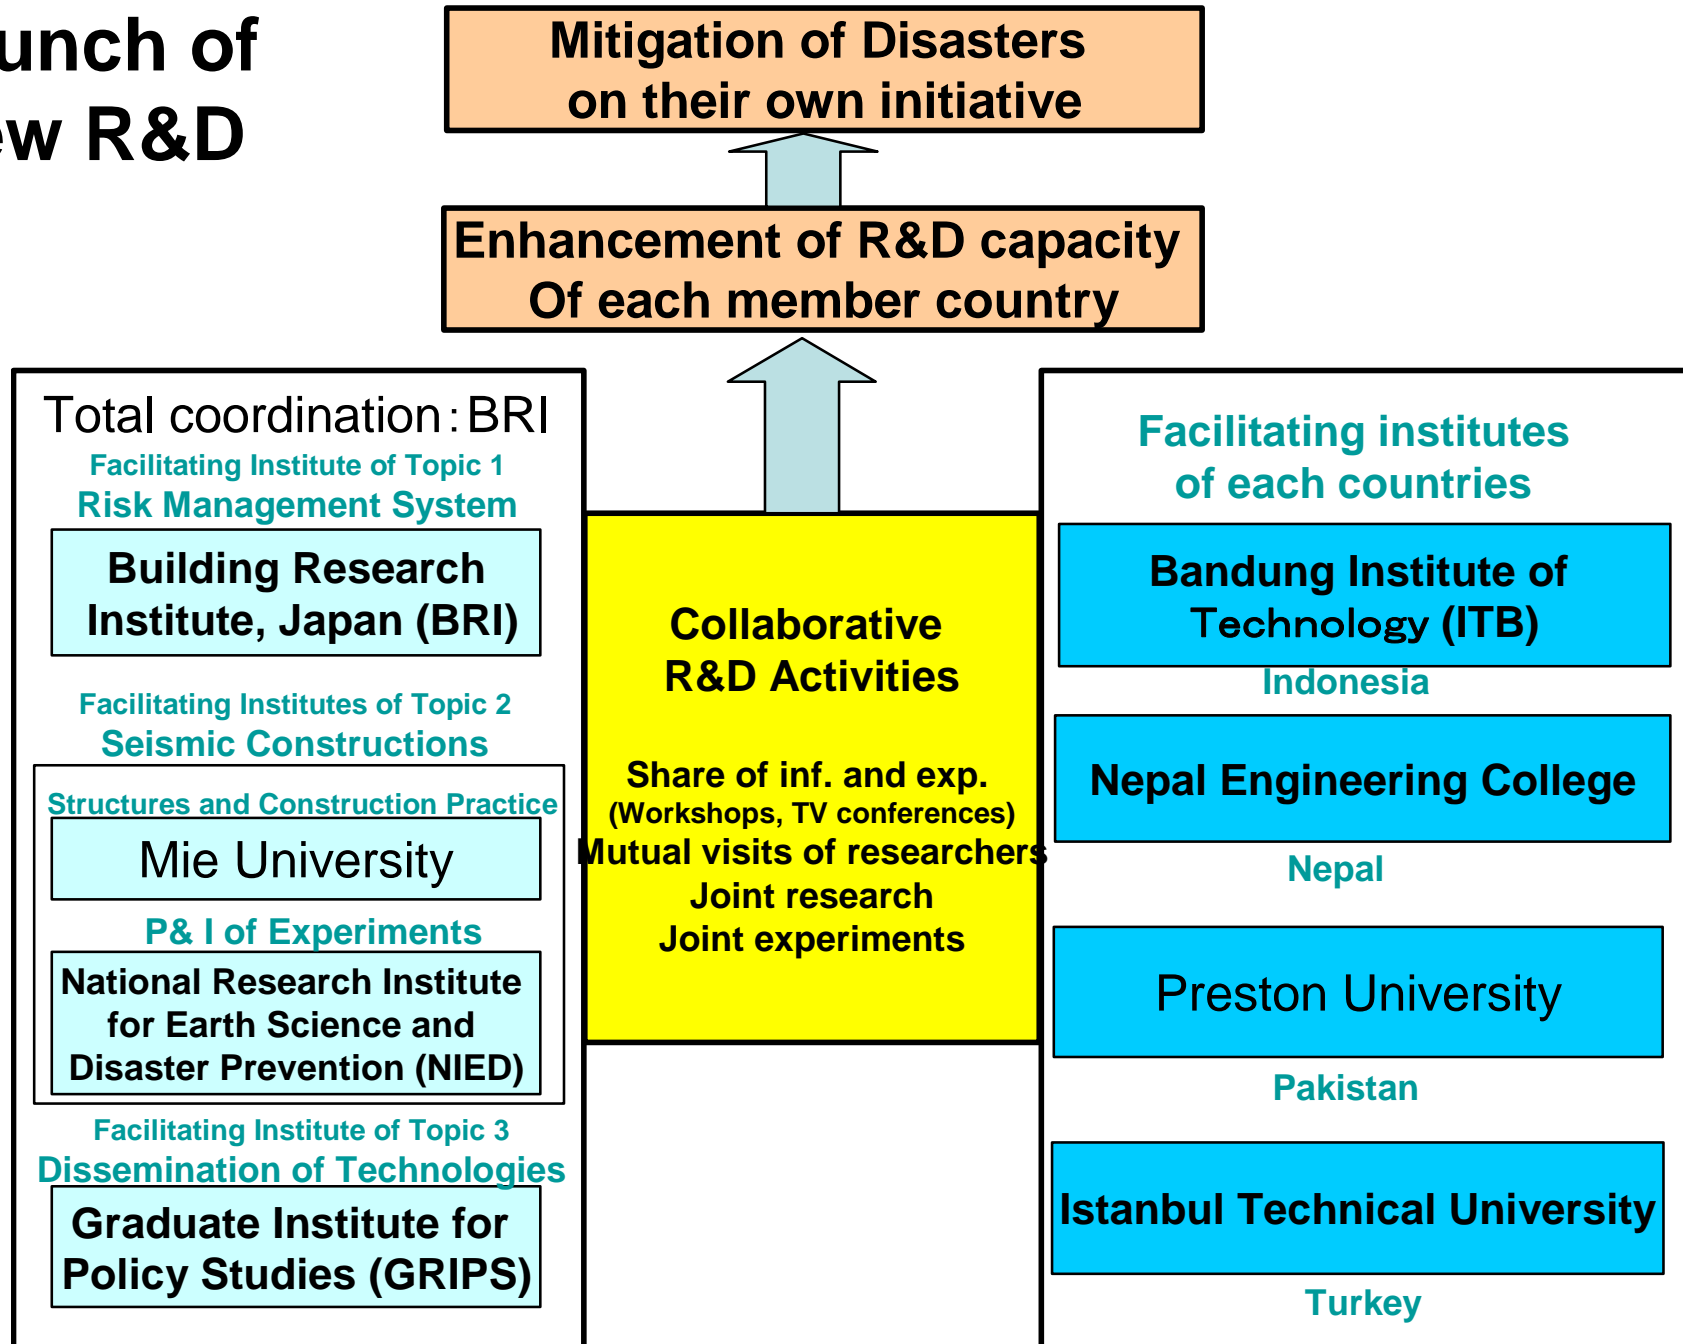 unch of
ew R&D
Mitigation of Disasters
on their own initiative
Enhancement of R&D capacity
Of each member country
Total coordination：BRI
Facilitating Institute of Topic 1
Risk Management System
Building Research
Institute, Japan (BRI)
Facilitating Institutes of Topic 2
Seismic Constructions
Structures and Construction Practice
Mie University
P& I of Experiments
National Research Institute
for Earth Science and
Disaster Prevention (NIED)
Facilitating Institute of Topic 3
Dissemination of Technologies
Graduate Institute for
Policy Studies (GRIPS)
Collaborative
R&D Activities
Share of inf. and exp.
(Workshops, TV conferences)
Mutual visits of researchers
Joint research
Joint experiments
Facilitating institutes
of each countries
Bandung Institute of
Technology (ITB)
Indonesia
Nepal Engineering College
Nepal
Preston University
Pakistan
Istanbul Technical University
Turkey